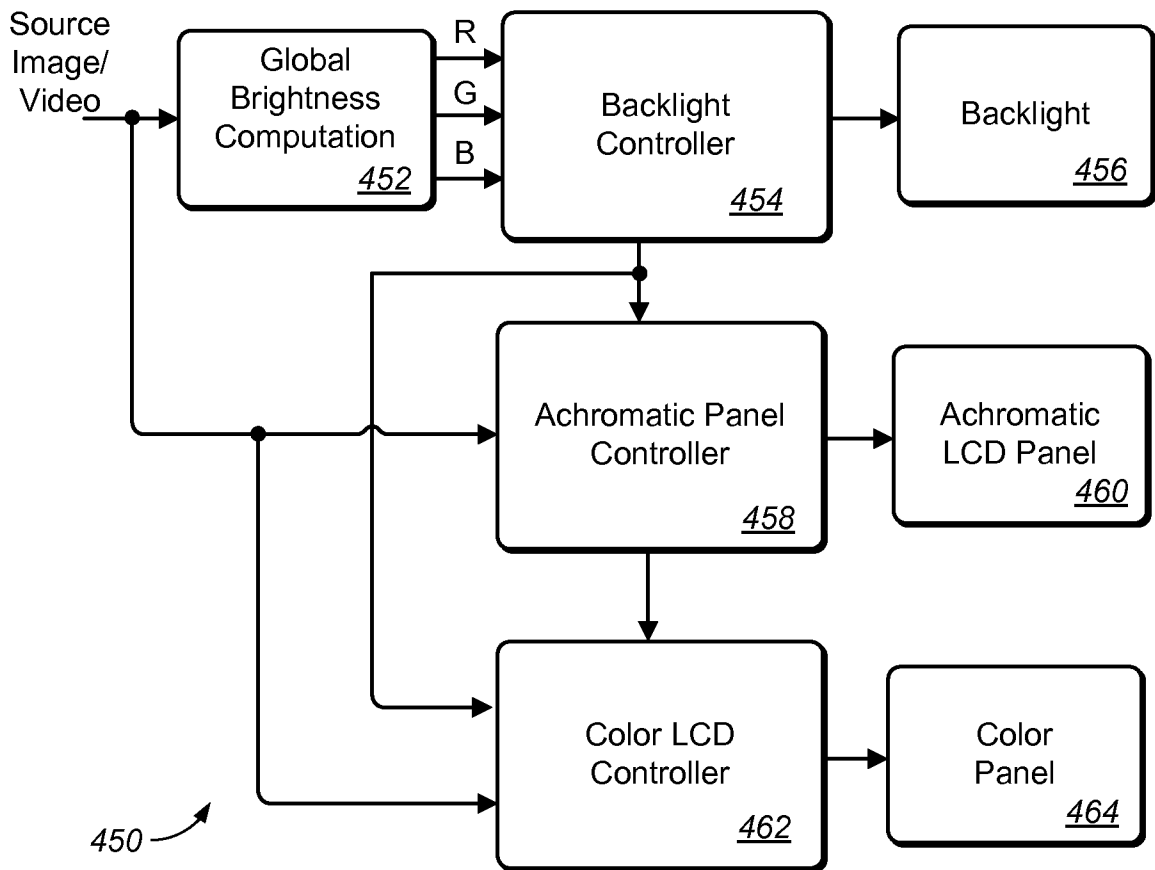 Source
Image/
Video
Global
Brightness
Computation
452
R
G
B
Backlight
Controller
454
Backlight
456
Achromatic Panel
Controller
458
Achromatic
LCD Panel
460
Color LCD
Controller
462
Color
Panel
464
450